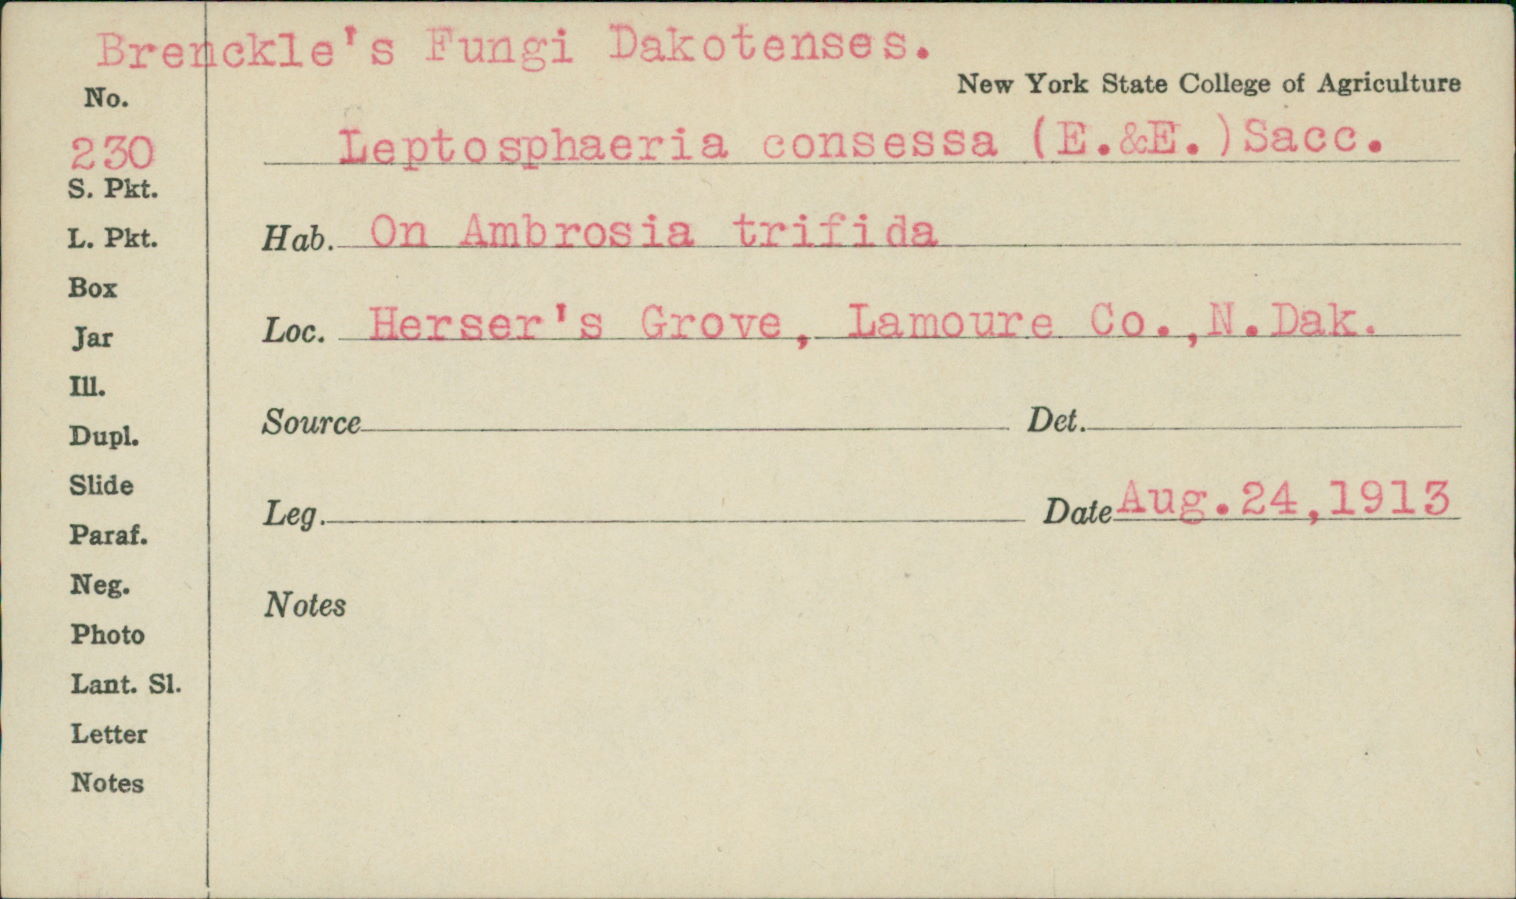 Brenckle's Fungi Dakotenses.
New York State College of Agriculture
No.
230
Leptosphaeria consessa (E.&E.)Sacc.
S. Pkt.
L. Pkt.
Hab. On Ambrosia trifida
Box
Jar
Loc. Herser's Grove, Lamoure Co.,N.Dak.
Ill.
Dupl.
Source Det.
Slide
Leg. Date Aug.24,1913
Paraf.
Neg.
Notes
Photo
Lant. Sl.
Letter
Notes